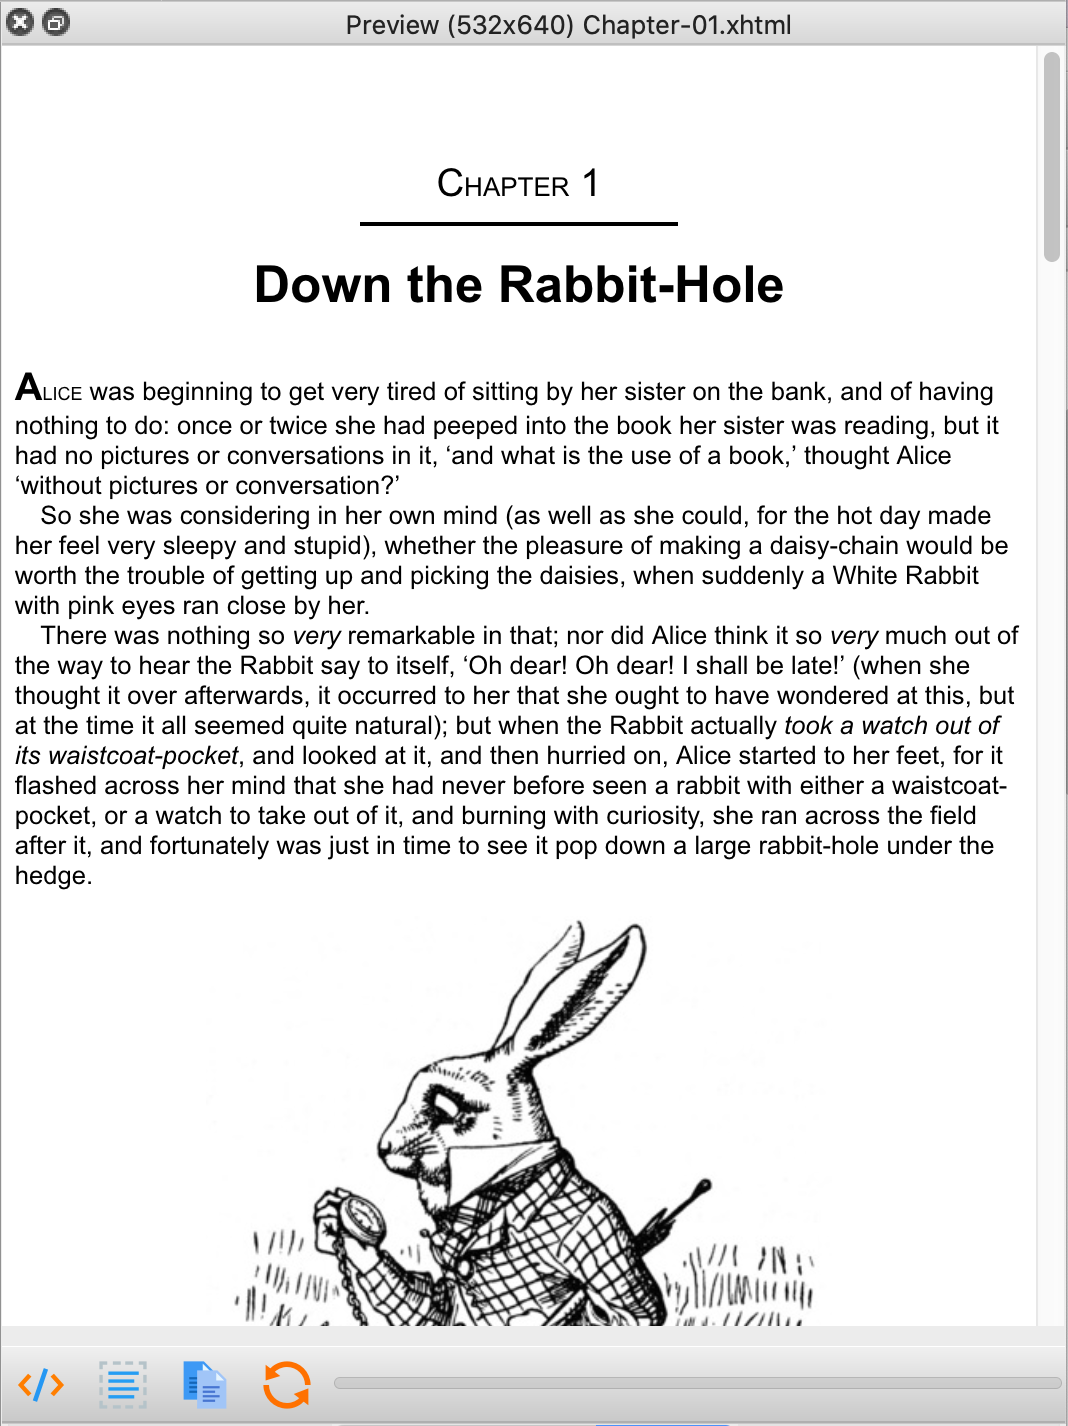 Preview (532x640) Chapter-01.xhtml
CHAPTER 1
Down the Rabbit-Hole
ALICE was beginning to get very tired of sitting by her sister on the bank, and of having
nothing to do: once or twice she had peeped into the book her sister was reading, but it
had no pictures or conversations in it, ‘and what is the use of a book,’ thought Alice
‘without pictures or conversation?’
So she was considering in her own mind (as well as she could, for the hot day made
her feel very sleepy and stupid), whether the pleasure of making a daisy-chain would be
worth the trouble of getting up and picking the daisies, when suddenly a White Rabbit
with pink eyes ran close by her.
There was nothing so very remarkable in that; nor did Alice think it so very much out of
the way to hear the Rabbit say to itself, ‘Oh dear! Oh dear! I shall be late!’ (when she
thought it over afterwards, it occurred to her that she ought to have wondered at this, but
at the time it all seemed quite natural); but when the Rabbit actually took a watch out of
its waistcoat-pocket, and looked at it, and then hurried on, Alice started to her feet, for it
flashed across her mind that she had never before seen a rabbit with either a waistcoat-
pocket, or a watch to take out of it, and burning with curiosity, she ran across the field
after it, and fortunately was just in time to see it pop down a large rabbit-hole under the
hedge.